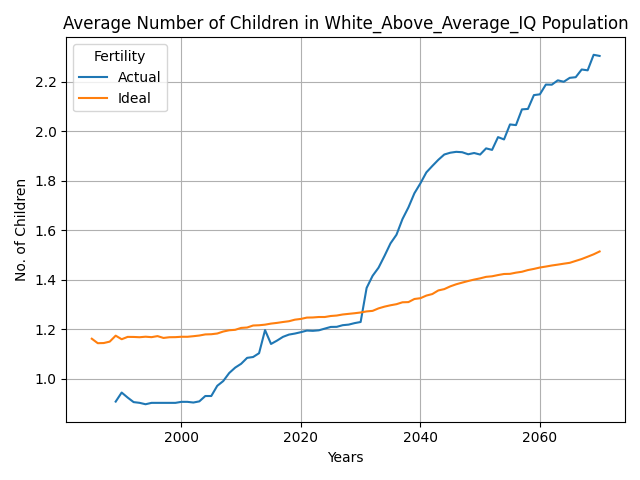 Average Number of Children in White_Above_Average_IQ Population
Fertility
Actual
Ideal
No. of Children
2.2
2.0
1.8
1.6
1.4
1.2
1.0
2000
2020
2040
2060
Years